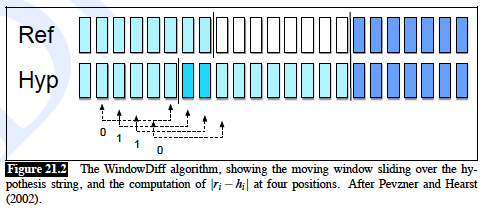 Ref
Hyp
0
1
1
0
Figure 21.2 The WindowDiff algorithm, showing the moving window sliding over the hy-
pothesis string, and the computation of |ri − hi| at four positions. After Pevzner and Hearst
(2002).